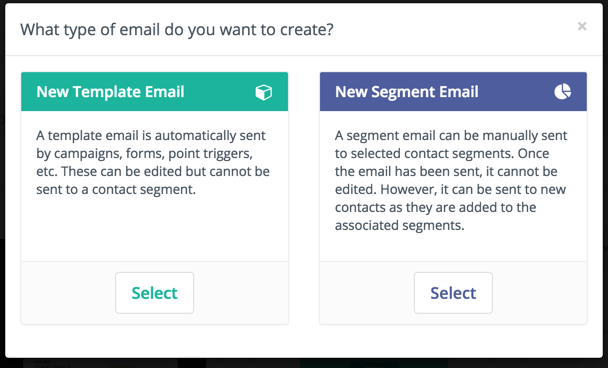 What type of email do you want to create?
×
New Template Email
A template email is automatically sent
by campaigns, forms, point triggers,
etc. These can be edited but cannot be
sent to a contact segment.
Select
New Segment Email
A segment email can be manually sent
to selected contact segments. Once
the email has been sent, it cannot be
edited. However, it can be sent to new
contacts as they are added to the
associated segments.
Select